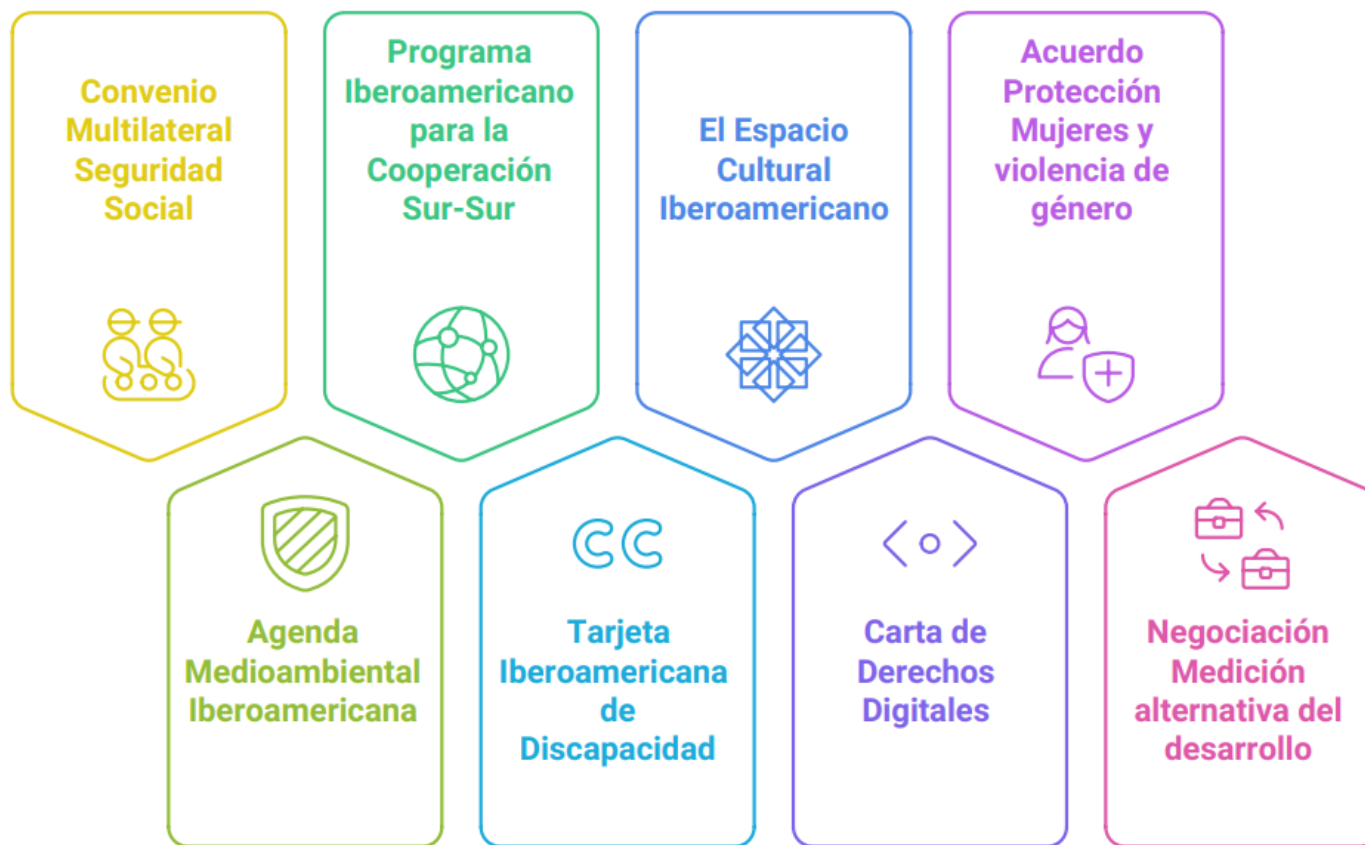 Convenio
Multilateral
Seguridad
Social
Programa
Iberoamericano
para la
Cooperación
Sur-Sur
El Espacio
Cultural
Iberoamericano
Acuerdo
Protección
Mujeres y
violencia de
género
Agenda
Medioambiental
Iberoamericana
Tarjeta
Iberoamericana
de
Discapacidad
Carta de
Derechos
Digitales
Negociación
Medición
alternativa del
desarrollo